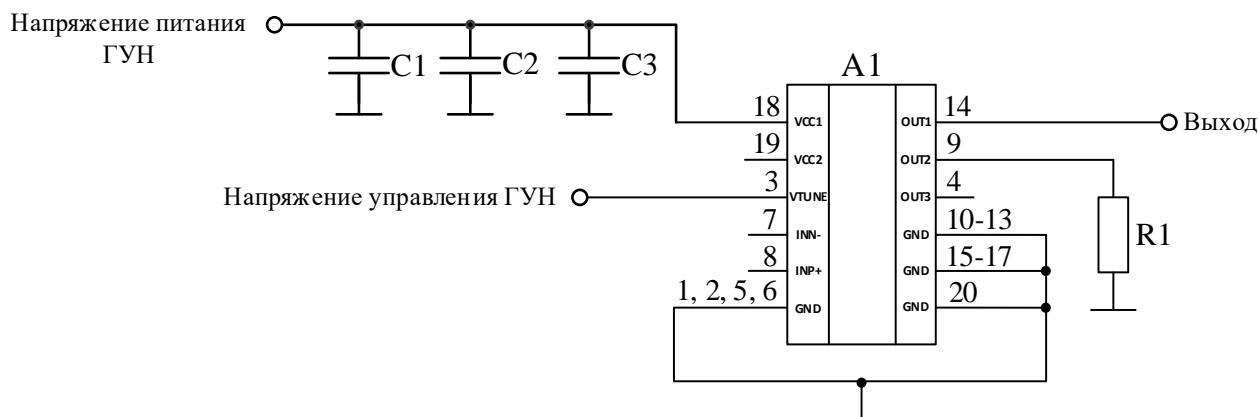 Напряжение питания
ГУН
C1
C2
C3
A1
18
VCC1
OUT1
14
Выход
19
VCC2
OUT2
9
Напряжение управления ГУН
3
VTUNE
OUT3
4
7
INN-
GND
10-13
R1
8
INP+
GND
15-17
1, 2, 5, 6
GND
GND
20